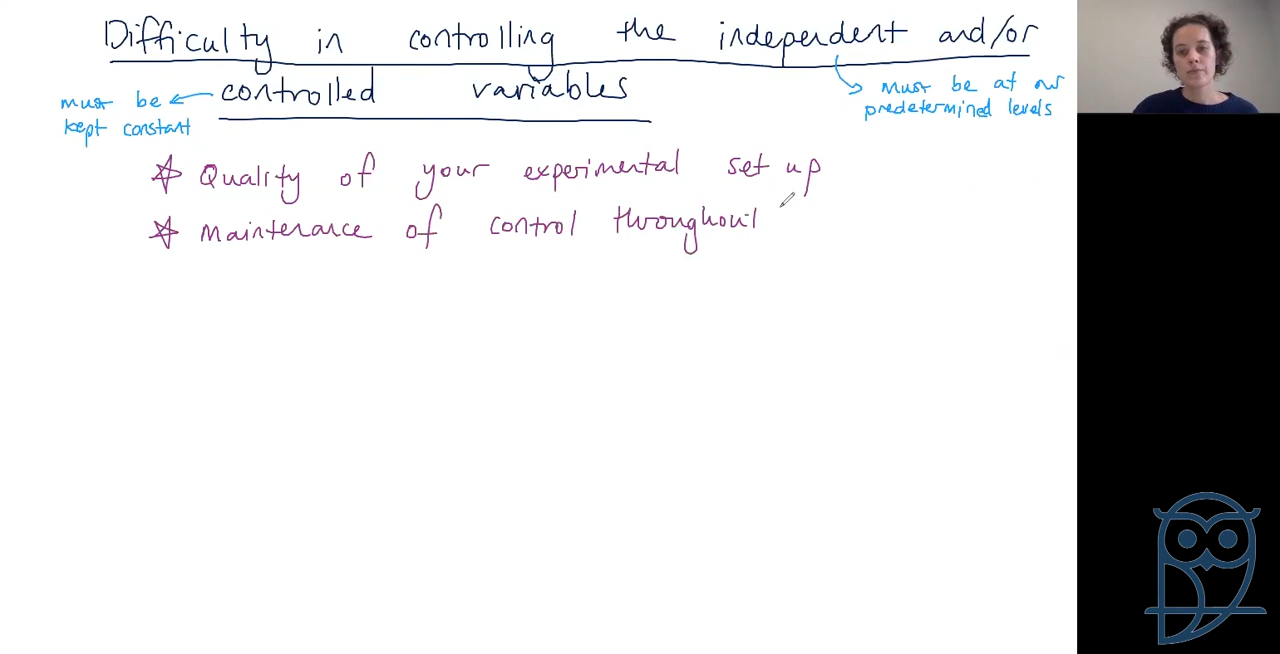 Difficulty in controlling the independent and/or
controlled variables
must be
kept constant
must be at our
predetermined levels
☆ Quality of your experimental set up
☆ Maintenance of control throughout